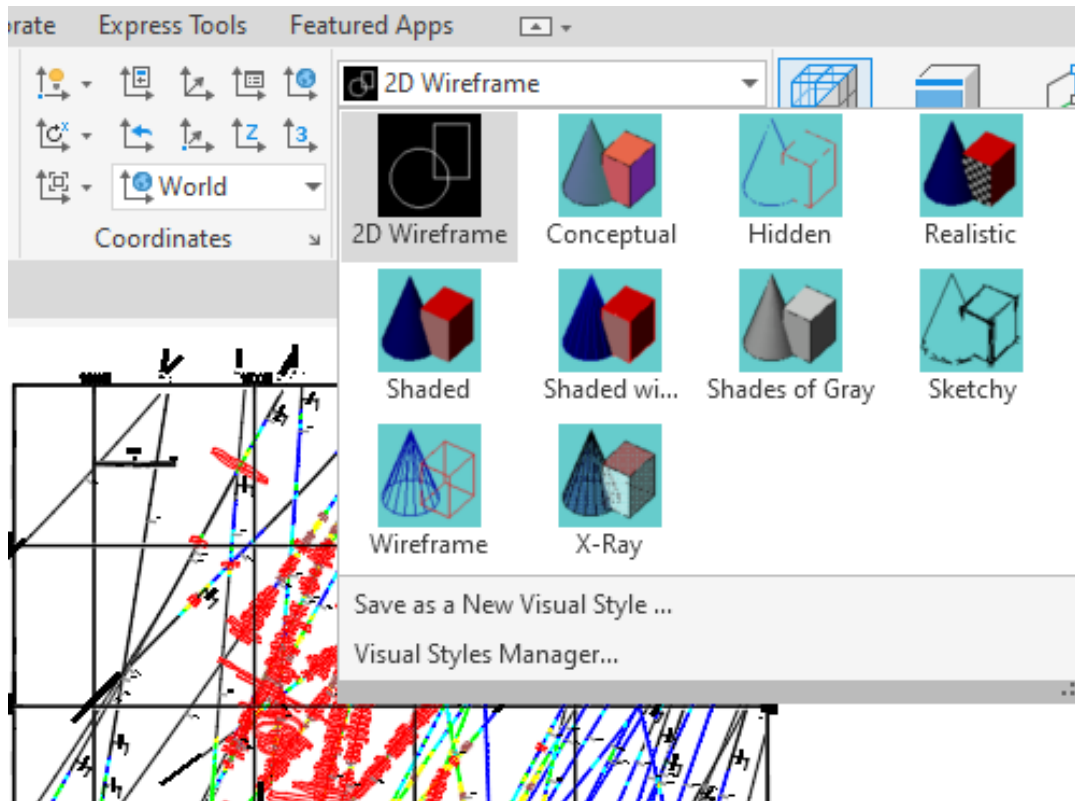 orate Express Tools Featured Apps
2D Wireframe
World
Coordinates
2D Wireframe Conceptual Hidden Realistic
Shaded Shaded wi... Shades of Gray Sketchy
Wireframe X-Ray
Save as a New Visual Style ...
Visual Styles Manager...